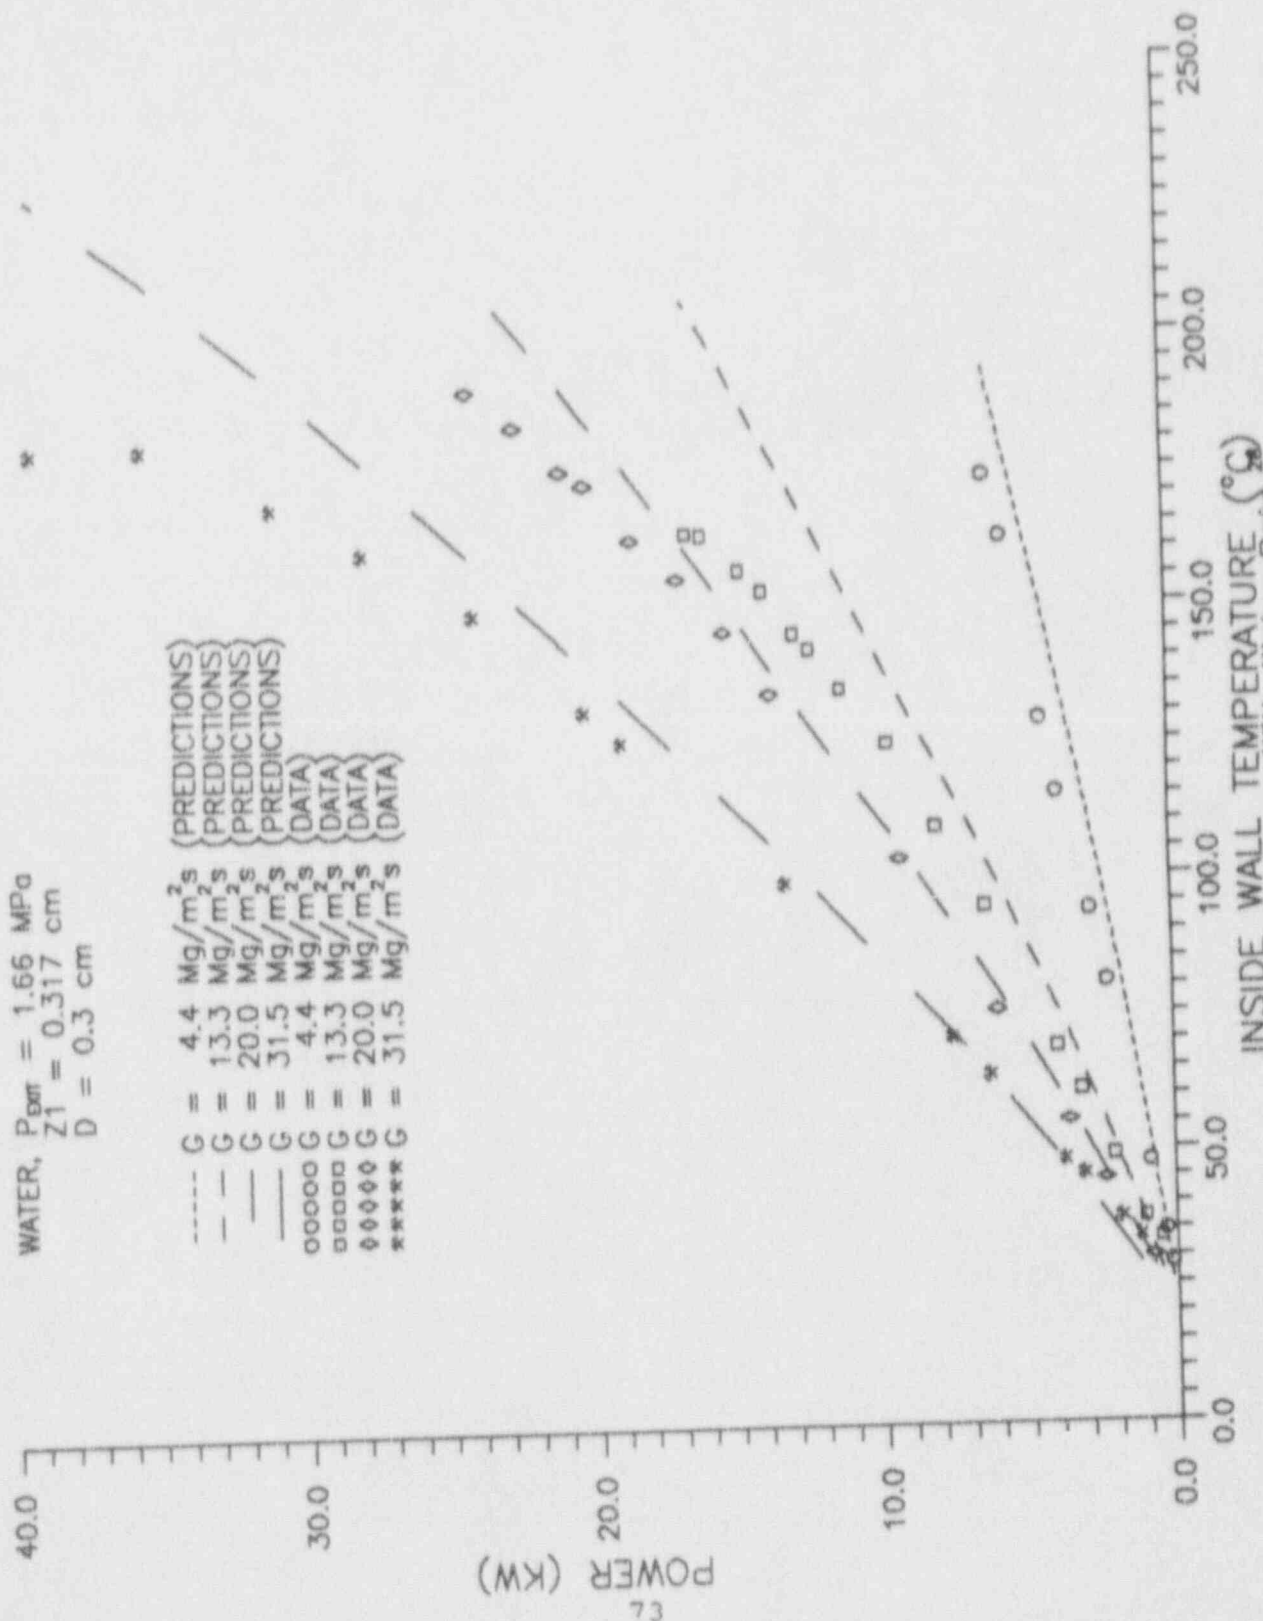 WATER, P_EXIT = 1.66 MPa
Z1 = 0.317 cm
D = 0.3 cm
G = 4.4 Mg/m²s (PREDICTIONS)
G = 13.3 Mg/m²s (PREDICTIONS)
G = 20.0 Mg/m²s (PREDICTIONS)
G = 31.5 Mg/m²s (PREDICTIONS)
G = 4.4 Mg/m²s (DATA)
G = 13.3 Mg/m²s (DATA)
G = 20.0 Mg/m²s (DATA)
G = 31.5 Mg/m²s (DATA)
40.0
30.0
20.0
10.0
0.0
POWER (KW)
0.0
50.0
100.0
150.0
200.0
250.0
INSIDE WALL TEMPERATURE (°C)
73